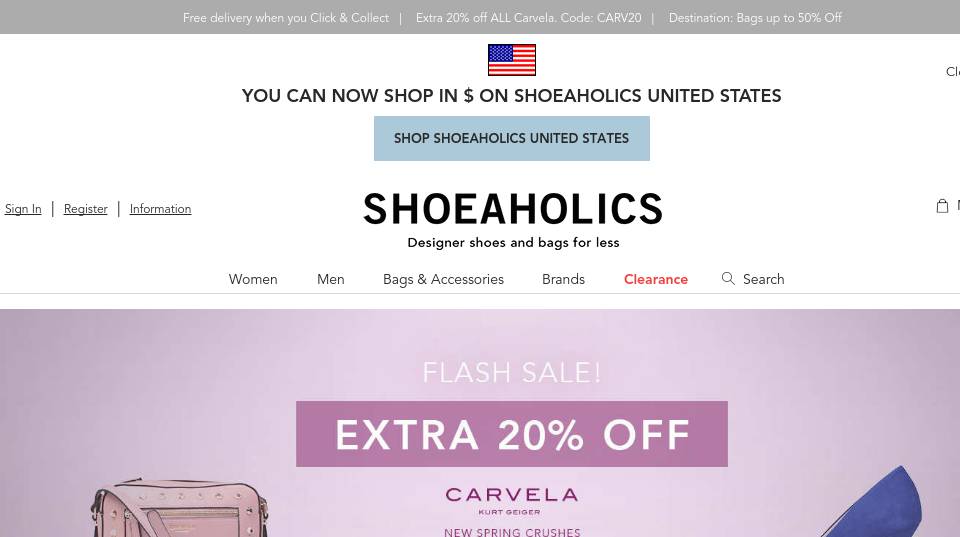 Free delivery when you Click & Collect | Extra 20% off ALL Carvela. Code: CARV20 | Destination: Bags up to 50% Off
YOU CAN NOW SHOP IN $ ON SHOEAHOLICS UNITED STATES
SHOP SHOEAHOLICS UNITED STATES
Sign In | Register | Information
SHOEAHOLICS
Designer shoes and bags for less
Women Men Bags & Accessories Brands Clearance Search
FLASH SALE!
EXTRA 20% OFF
CARVELA
KURT GEIGER
NEW SPRING CRUSHES